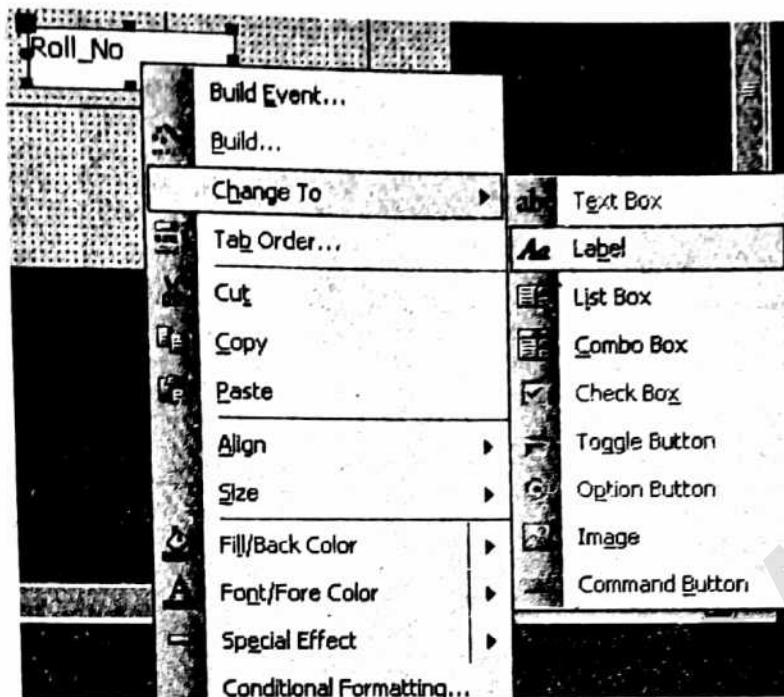 Roll_No
Build Event...
Build...
Change To
Tab Order...
Cut
Copy
Paste
Align
Size
Fill/Back Color
Font/Fore Color
Special Effect
Conditional Formatting...
ab
Text Box
Aa
Label
List Box
Combo Box
Check Box
Toggle Button
Option Button
Image
Command Button